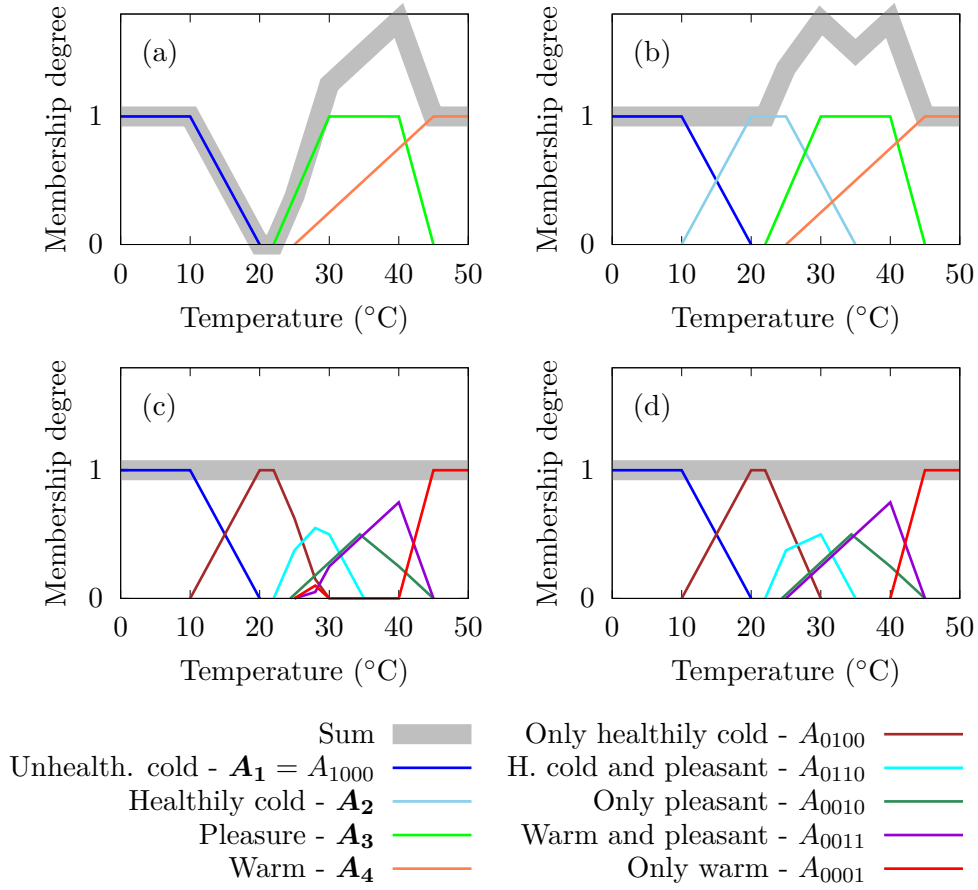 Membership degree
(a)
1
0
0 10 20 30 40 50
Temperature (°C)
Membership degree
(b)
1
0
0 10 20 30 40 50
Temperature (°C)
Membership degree
(c)
1
0
0 10 20 30 40 50
Temperature (°C)
Membership degree
(d)
1
0
0 10 20 30 40 50
Temperature (°C)
Sum
Unhealth. cold - A₁ = A₁₀₀₀
Healthily cold - A₂
Pleasure - A₃
Warm - A₄
Only healthily cold - A₀₁₀₀
H. cold and pleasant - A₀₁₁₀
Only pleasant - A₀₀₁₀
Warm and pleasant - A₀₀₁₁
Only warm - A₀₀₀₁